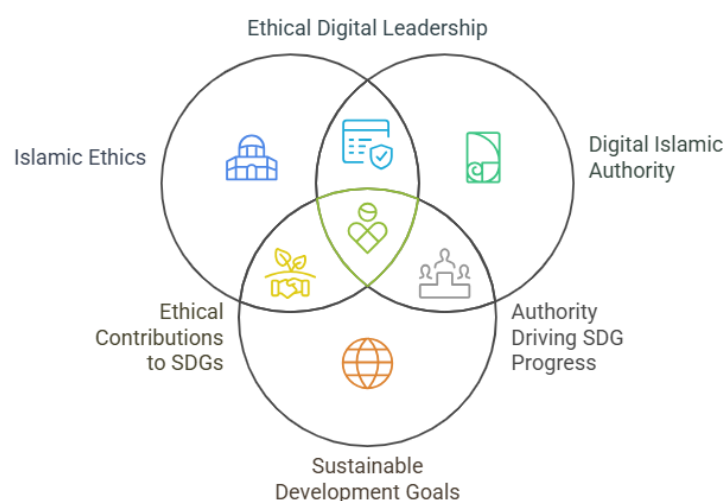 Ethical Digital Leadership
Islamic Ethics
Digital Islamic
Authority
Ethical
Contributions
to SDGs
Authority
Driving SDG
Progress
Sustainable
Development Goals